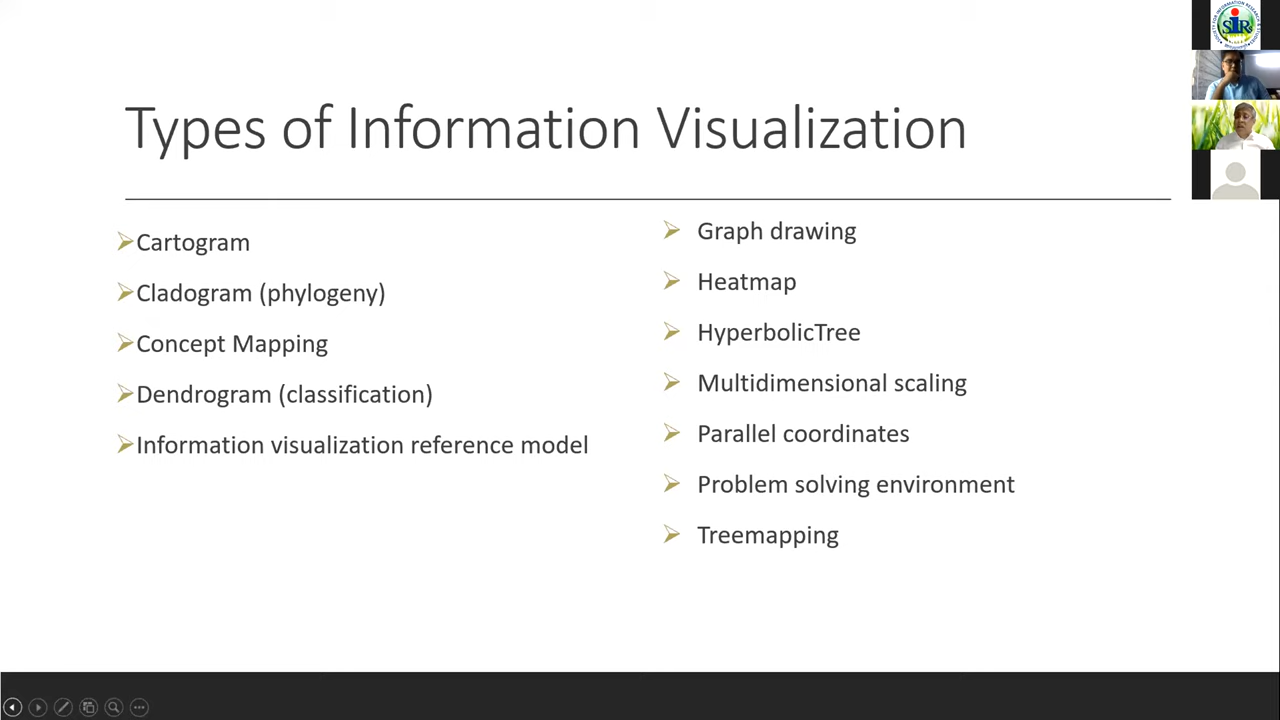 Types of Information Visualization
Cartogram
Cladogram (phylogeny)
Concept Mapping
Dendrogram (classification)
Information visualization reference model
Graph drawing
Heatmap
HyperbolicTree
Multidimensional scaling
Parallel coordinates
Problem solving environment
Treemapping